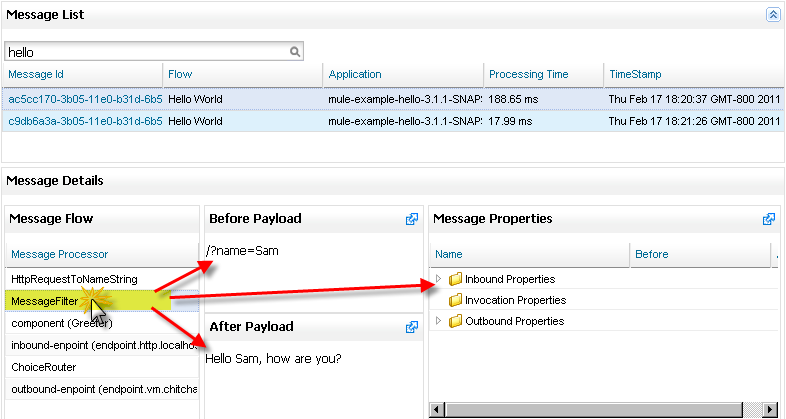 Message List
hello
Message Id Flow Application Processing Time TimeStamp
ac5cc170-3b05-11e0-b31d-6b5 Hello World mule-example-hello-3.1.1-SNAP: 188.65 ms Thu Feb 17 18:20:37 GMT-800 2011
c9db6a3a-3b05-11e0-b31d-6b5 Hello World mule-example-hello-3.1.1-SNAP: 17.99 ms Thu Feb 17 18:21:26 GMT-800 2011
Message Details
Message Flow
Message Processor
HttpRequestToNameString
MessageFilter
component (Greeter)
inbound-enpoint (endpoint.http.localho
ChoiceRouter
outbound-enpoint (endpoint.vm.chitcha
Before Payload
/?name=Sam
After Payload
Hello Sam, how are you?
Message Properties
Name Before
Inbound Properties
Invocation Properties
Outbound Properties